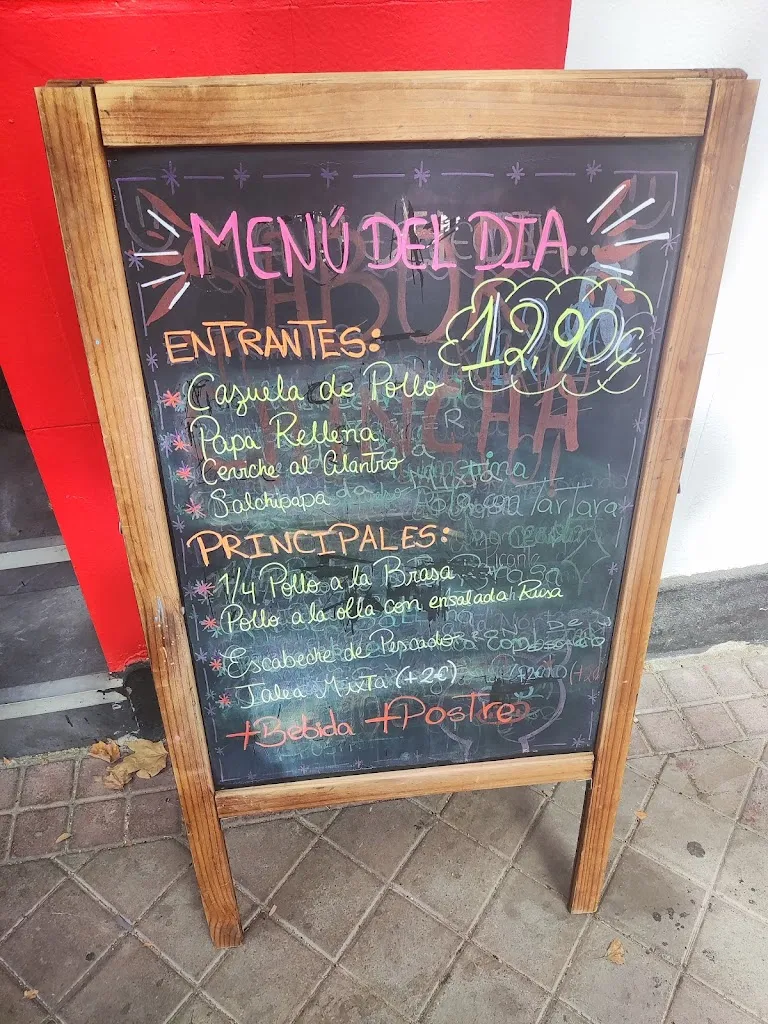 MENÚ DEL DIA
ENTRANTES: 12,90€
Cazuela de Pollo
Papa Rellena
Ceviche al Cilantro
Salchipapa
PRINCIPALES:
1/4 Pollo a la Brasa
Pollo a la olla con ensalada Rusa
Escabeche de Pescado
Jalea Mixta (+2€)
+Bebida +Postre